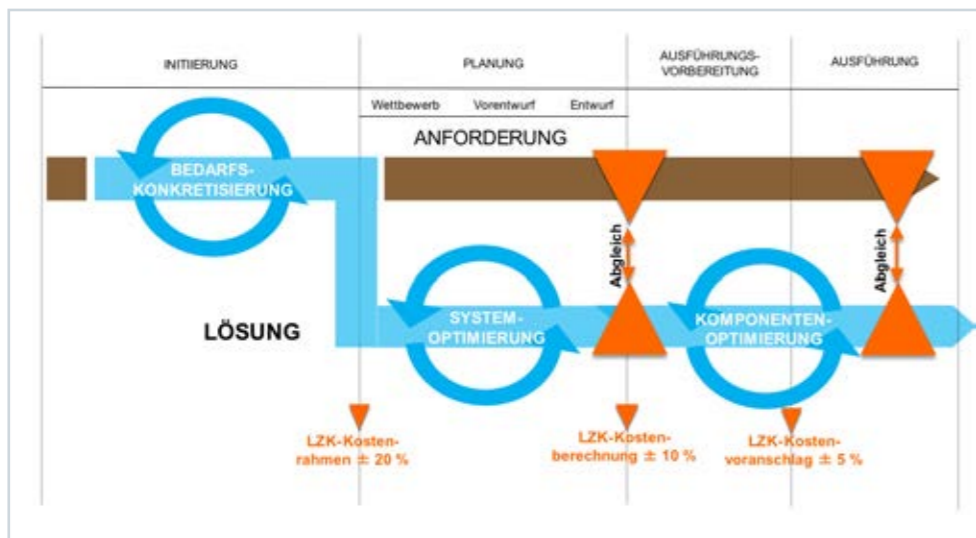 INITIIERUNG
PLANUNG
AUSFÜHRUNGS-
VORBEREITUNG
AUSFÜHRUNG
Wettbewerb
Vorentwurf
Entwurf
ANFORDERUNG
BEDARFS-
KONKRETISIERUNG
Abgleich
Abgleich
LÖSUNG
SYSTEM-
OPTIMIERUNG
KOMPONENTEN-
OPTIMIERUNG
LZK-Kosten-
rahmen ± 20 %
LZK-Kosten-
berechnung ± 10 %
LZK-Kosten-
voranschlag ± 5 %